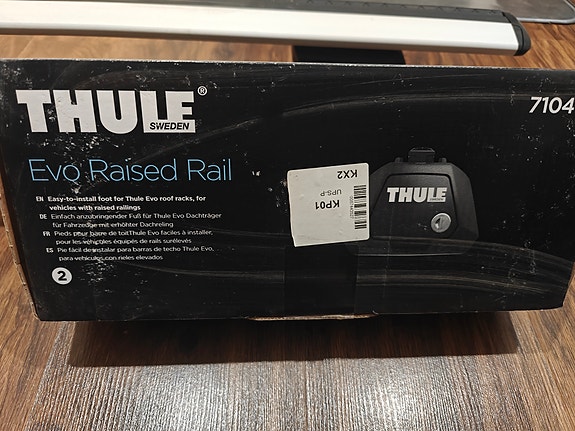 THULE®
SWEDEN
7104
Evo Raised Rail
EN Easy-to-install foot for Thule Evo roof racks, for
vehicles with raised railings
DE Einfach anzubringender Fuß für Thule Evo Dachträger
für Fahrzeuge mit erhöhter Dachreling
FR Pieds pour barre de toitThule Evo faciles à installer,
pour les véhicules équipés de rails surélevés
ES Pie fácil de instalar para barras de techo Thule Evo,
para vehículos con rieles elevados
2
KX2
UPS-P
KP01
THULE